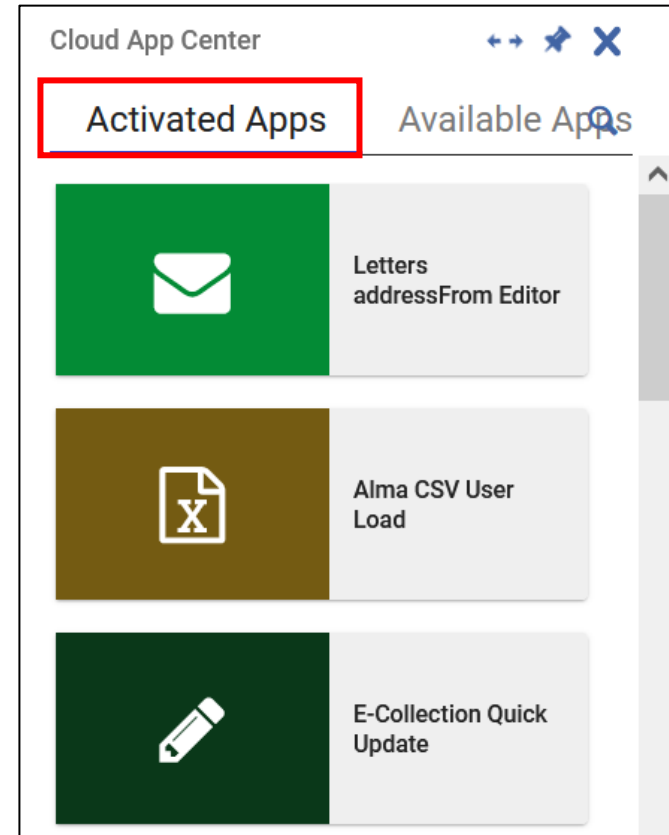 Cloud App Center
Activated Apps Available Apps
Letters
addressFrom Editor
X
Alma CSV User
Load
E-Collection Quick
Update